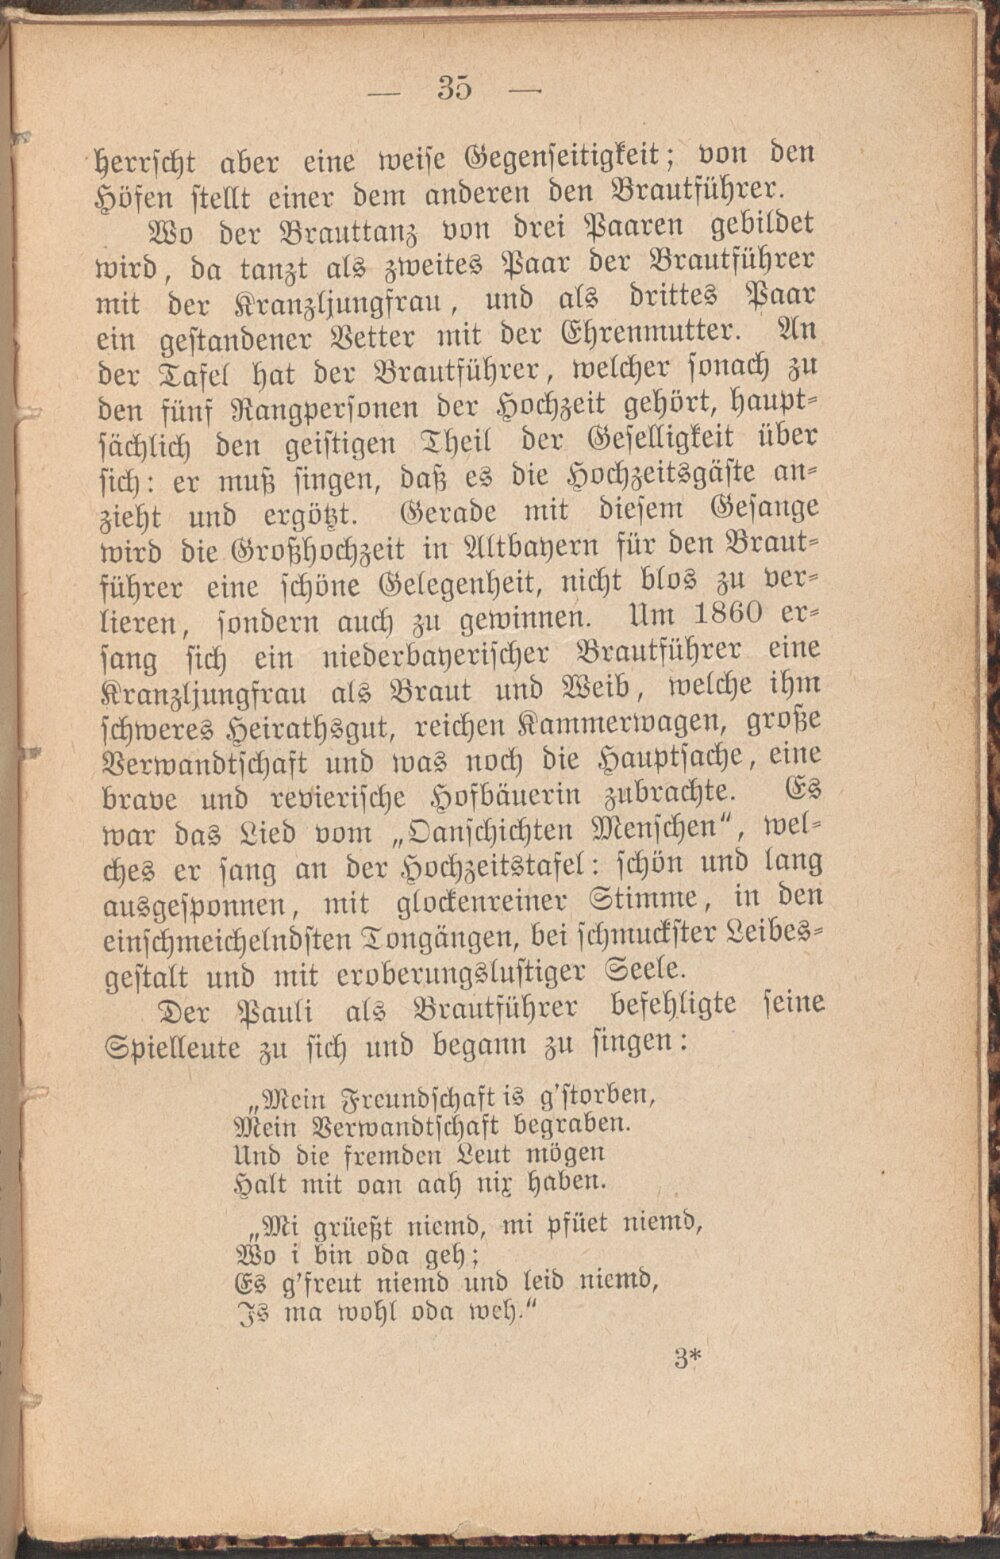 — 35 —
herrscht aber eine weise Gegenseitigkeit; von den
Höfen stellt einer dem anderen den Brautführer.
Wo der Brauttanz von drei Paaren gebildet
wird, da tanzt als zweites Paar der Brautführer
mit der Kranzljungfrau, und als drittes Paar
ein gestandener Vetter mit der Ehrenmutter. An
der Tafel hat der Brautführer, welcher sonach zu
den fünf Rangpersonen der Hochzeit gehört, haupt-
sächlich den geistigen Theil der Geselligkeit über
sich: er muß singen, daß es die Hochzeitsgäste an-
zieht und ergötzt. Gerade mit diesem Gesange
wird die Großhochzeit in Altbayern für den Braut-
führer eine schöne Gelegenheit, nicht blos zu ver-
lieren, sondern auch zu gewinnen. Um 1860 er-
sang sich ein niederbayerischer Brautführer eine
Kranzljungfrau als Braut und Weib, welche ihm
schweres Heirathsgut, reichen Kammerwagen, große
Verwandtschaft und was noch die Hauptsache, eine
brave und revierische Hofbäuerin zubrachte. Es
war das Lied vom „Oanschichten Menschen“, wel-
ches er sang an der Hochzeitstafel: schön und lang
ausgesponnen, mit glockenreiner Stimme, in den
einschmeichelndsten Tongängen, bei schmuckster Leibes-
gestalt und mit eroberungslustiger Seele.
Der Pauli als Brautführer befehligte seine
Spielleute zu sich und begann zu singen:
„Mein Freundschaft is g'storben,
Mein Verwandtschaft begraben.
Und die fremden Leut mögen
Halt mit oan aah nix haben.
„Mi grüeßt niemd, mi pfüet niemd,
Wo i bin oda geh;
Es g'freut niemd und leid niemd,
Is ma wohl oda weh.“
3*